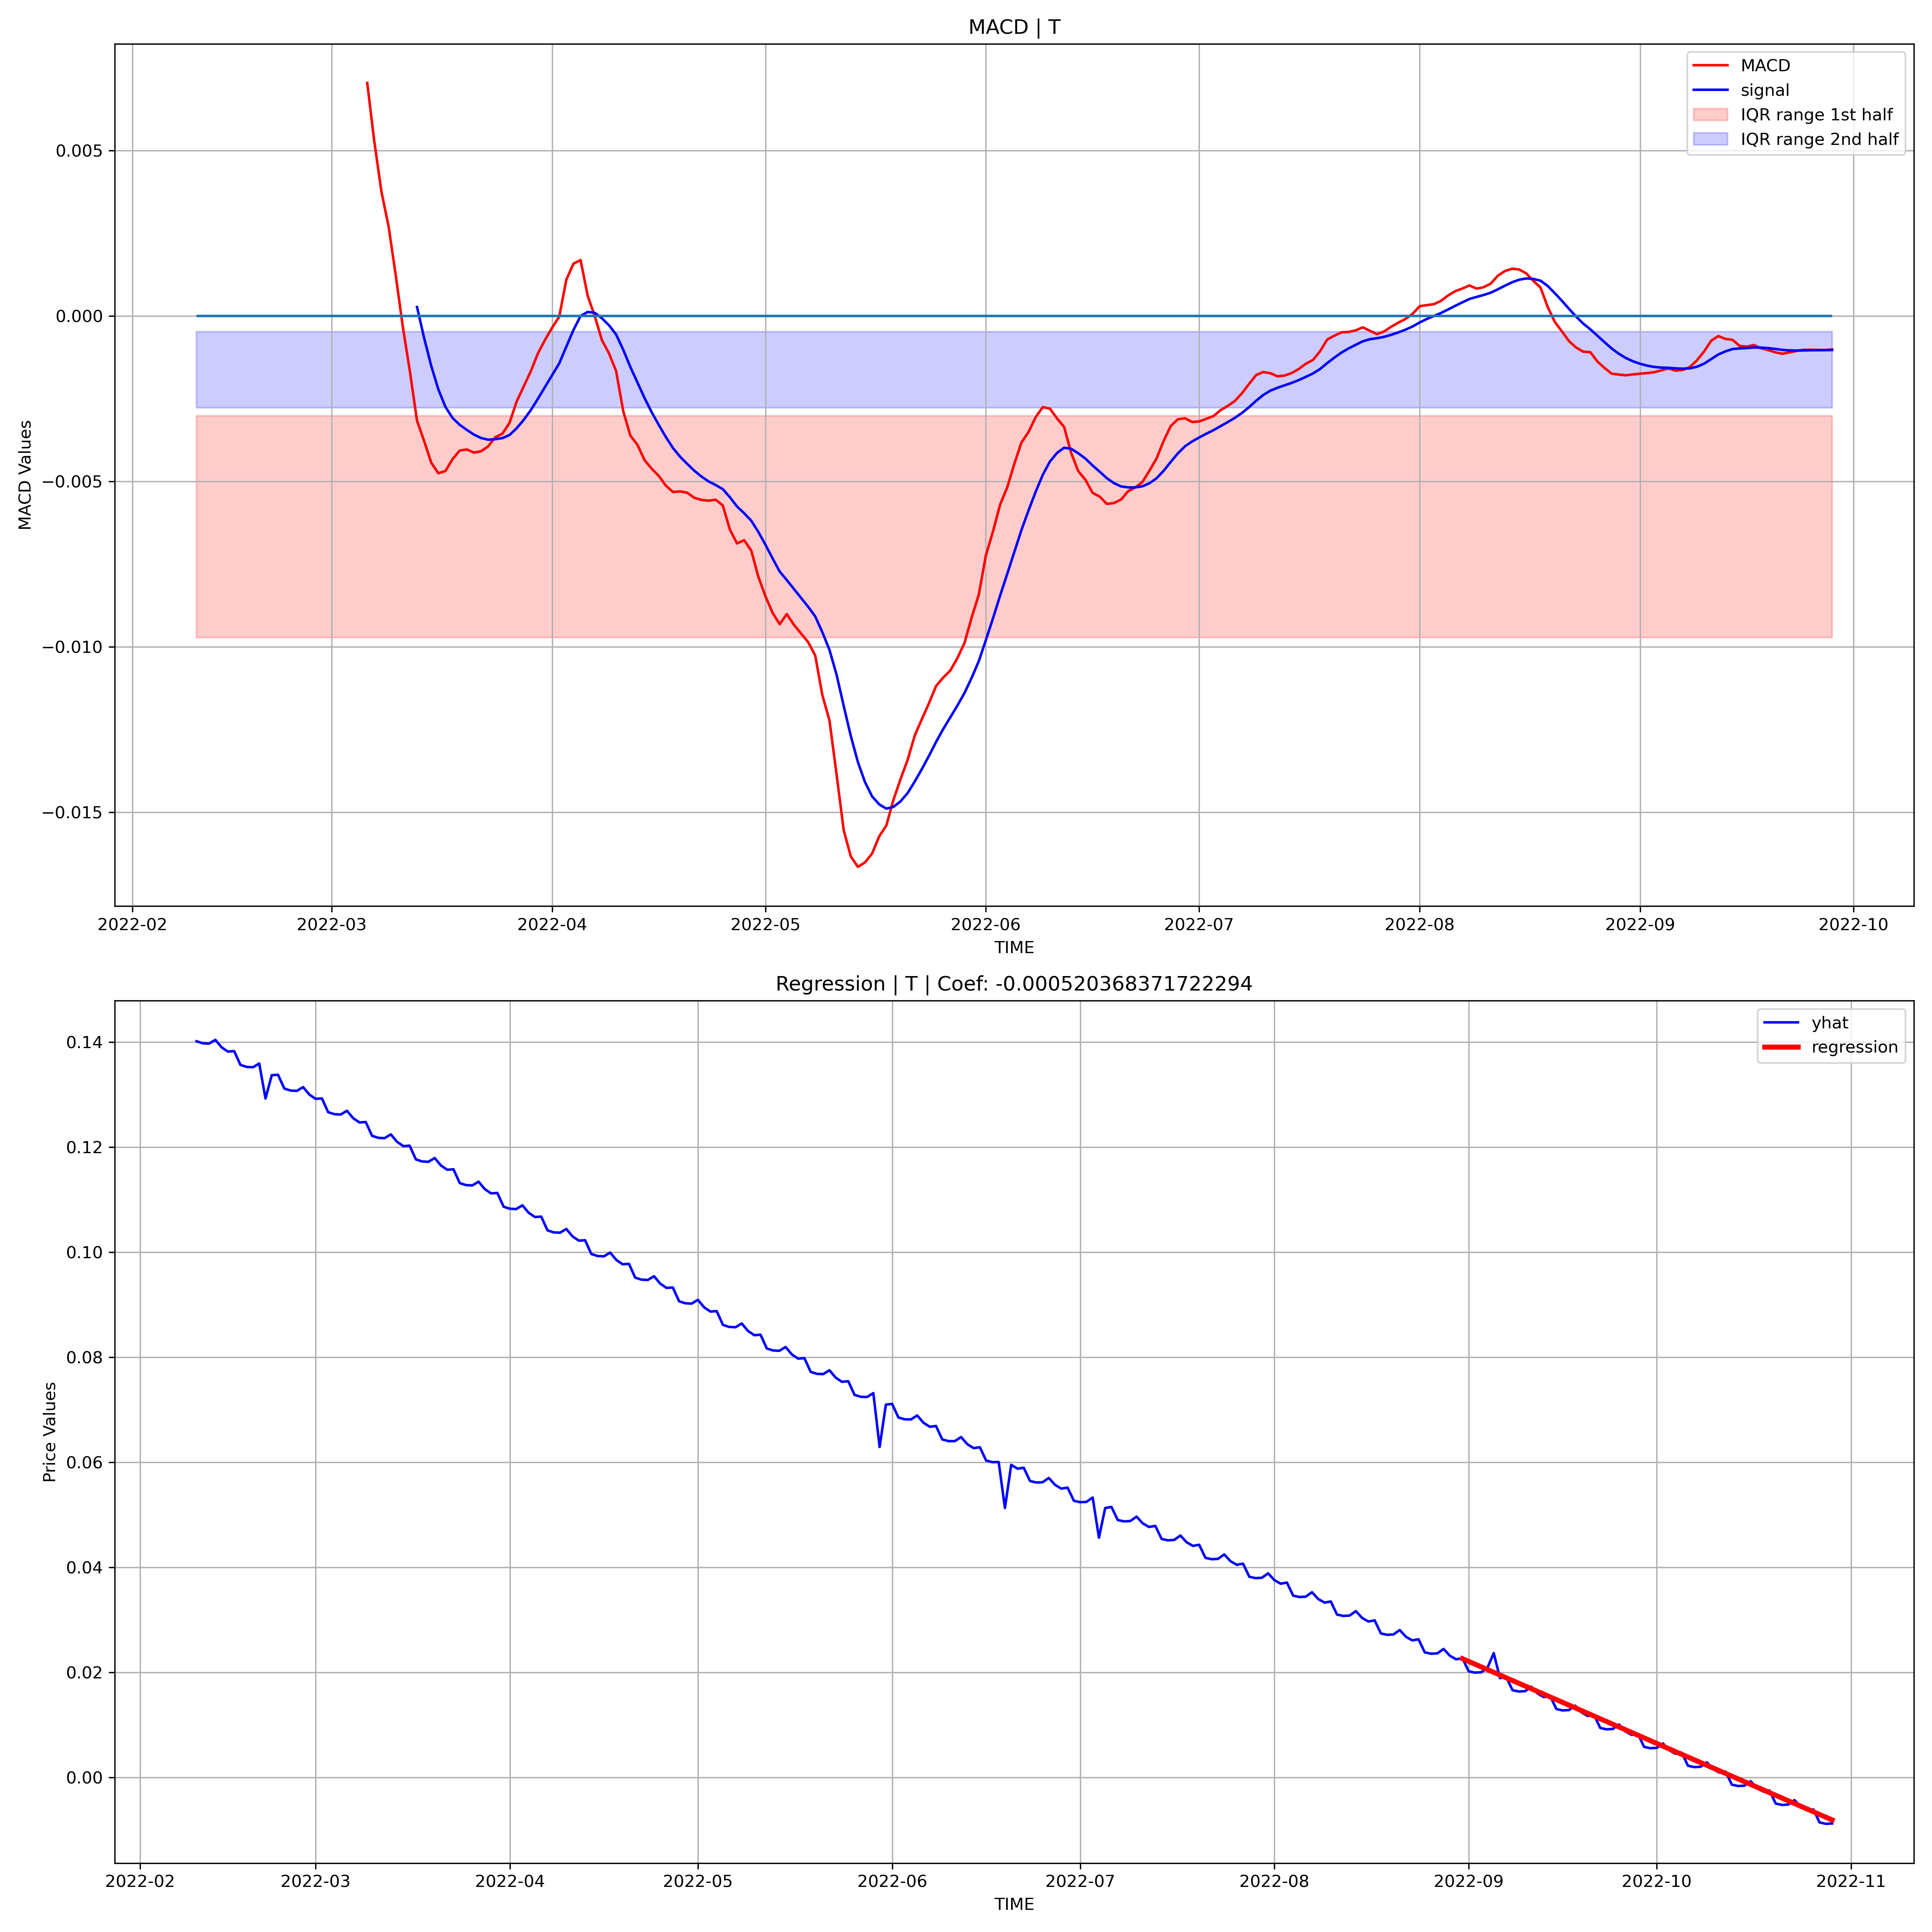 MACD | T
MACD
signal
IQR range 1st half
IQR range 2nd half
0.005
0.000
−0.005
−0.010
−0.015
MACD Values
2022-02 2022-03 2022-04 2022-05 2022-06 2022-07 2022-08 2022-09 2022-10
TIME
Regression | T | Coef: -0.000520368371722294
yhat
regression
0.14
0.12
0.10
0.08
0.06
0.04
0.02
0.00
Price Values
2022-02 2022-03 2022-04 2022-05 2022-06 2022-07 2022-08 2022-09 2022-10 2022-11
TIME